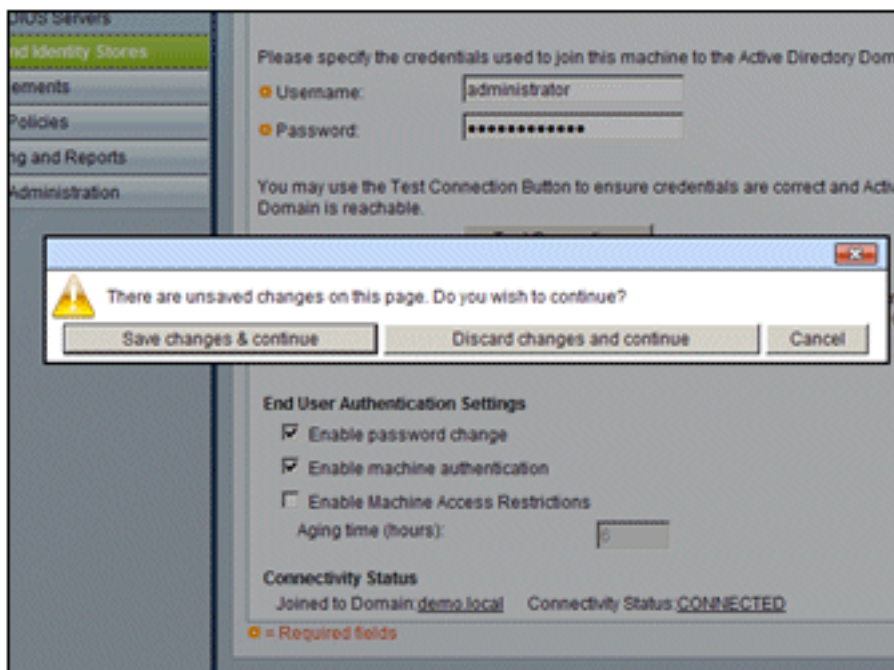 DIUS Servers
nd Identity Stores
ements
Policies
ng and Reports
Administration
Please specify the credentials used to join this machine to the Active Directory Dom
Username:
administrator
Password:
••••••••••••
You may use the Test Connection Button to ensure credentials are correct and Activ
Domain is reachable.
There are unsaved changes on this page. Do you wish to continue?
Save changes & continue
Discard changes and continue
Cancel
End User Authentication Settings
Enable password change
Enable machine authentication
Enable Machine Access Restrictions
Aging time (hours):
6
Connectivity Status
Joined to Domain:demo.local Connectivity Status:CONNECTED
= Required fields